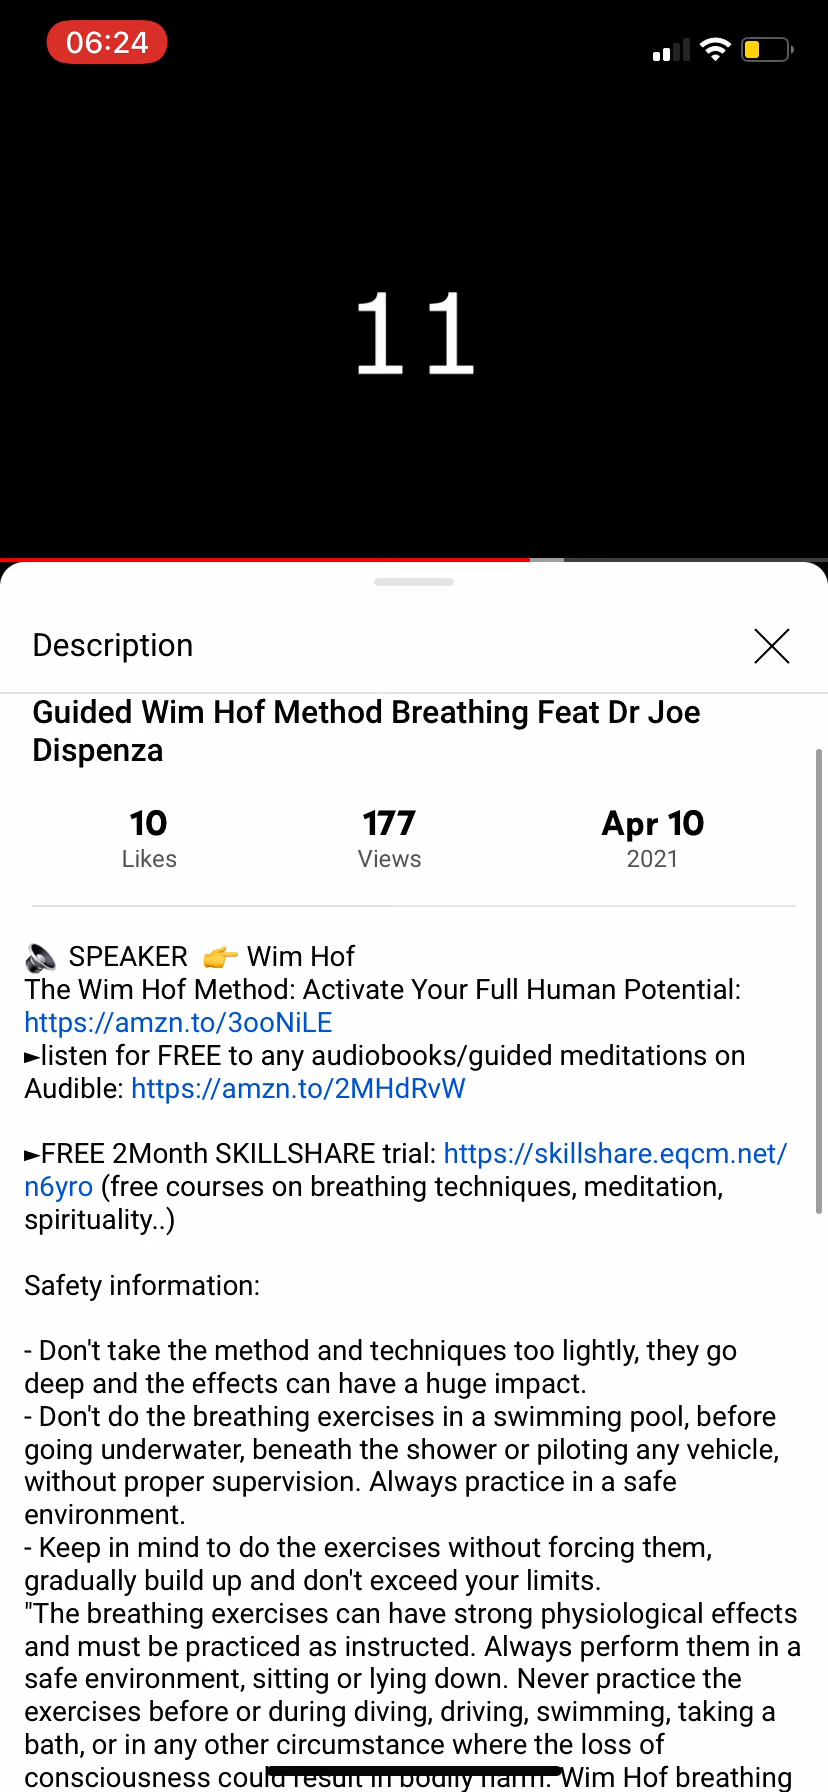 06:24
11
Description
Guided Wim Hof Method Breathing Feat Dr Joe
Dispenza
10
177
Apr 10
Likes
Views
2021
🔊 SPEAKER 👉 Wim Hof
The Wim Hof Method: Activate Your Full Human Potential:
https://amzn.to/3ooNiLE
►listen for FREE to any audiobooks/guided meditations on
Audible: https://amzn.to/2MHdRvW
►FREE 2Month SKILLSHARE trial: https://skillshare.eqcm.net/
n6yro (free courses on breathing techniques, meditation,
spirituality..)
Safety information:
- Don't take the method and techniques too lightly, they go
deep and the effects can have a huge impact.
- Don't do the breathing exercises in a swimming pool, before
going underwater, beneath the shower or piloting any vehicle,
without proper supervision. Always practice in a safe
environment.
- Keep in mind to do the exercises without forcing them,
gradually build up and don't exceed your limits.
"The breathing exercises can have strong physiological effects
and must be practiced as instructed. Always perform them in a
safe environment, sitting or lying down. Never practice the
exercises before or during diving, driving, swimming, taking a
bath, or in any other circumstance where the loss of
consciousness could result in bodily harm. Wim Hof breathing